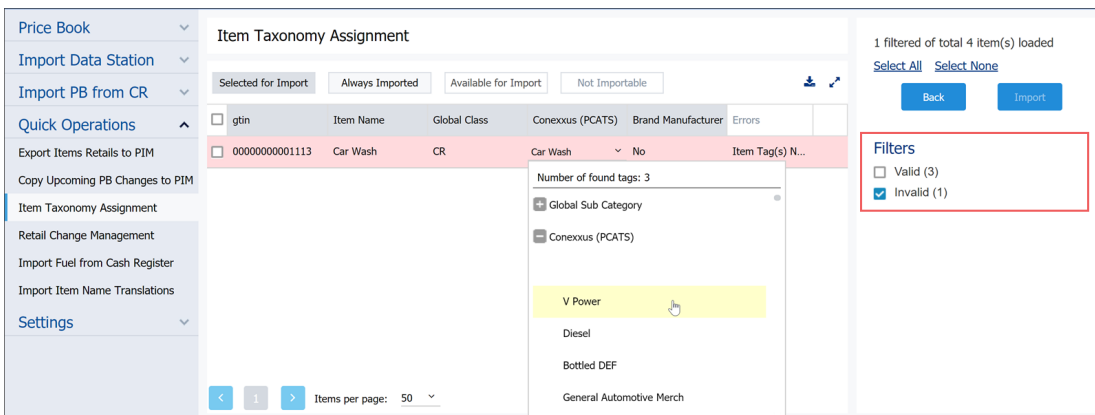 Price Book
Import Data Station
Import PB from CR
Quick Operations
Export Items Retails to PIM
Copy Upcoming PB Changes to PIM
Item Taxonomy Assignment
Retail Change Management
Import Fuel from Cash Register
Import Item Name Translations
Settings
Item Taxonomy Assignment
Selected for Import Always Imported Available for Import Not Importable
gtin Item Name Global Class Conexxus (PCATS) Brand Manufacturer Errors
00000000001113 Car Wash CR Car Wash No Item Tag(s) N...
Number of found tags: 3
Global Sub Category
Conexxus (PCATS)
V Power
Diesel
Bottled DEF
General Automotive Merch
1 Items per page: 50
1 filtered of total 4 item(s) loaded
Select All Select None
Back Import
Filters
Valid (3)
Invalid (1)